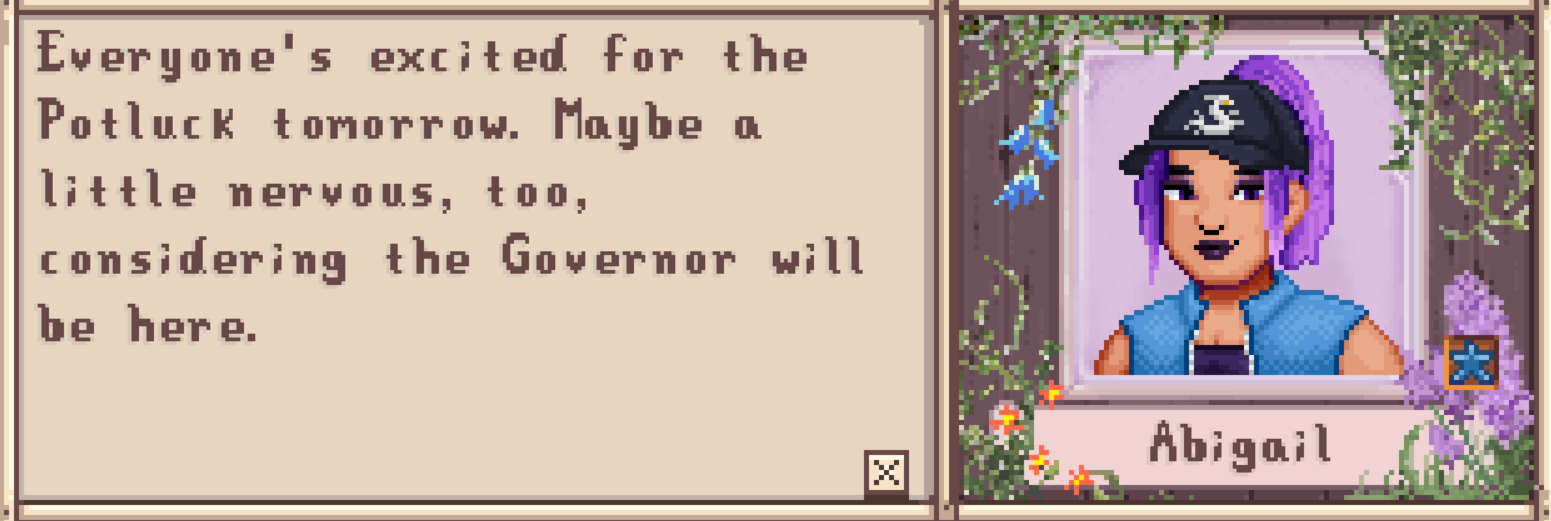 Everyone's excited for the
Potluck tomorrow. Maybe a
little nervous, too,
considering the Governor will
be here.
Abigail